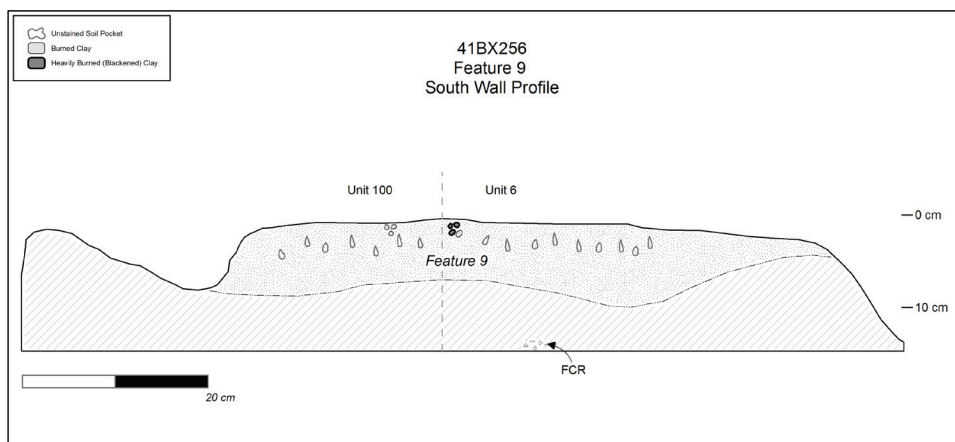 Unstained Soil Pocket
Burned Clay
Heavily Burned (Blackened) Clay
41BX256
Feature 9
South Wall Profile
Unit 100
Unit 6
0 cm
Feature 9
10 cm
FCR
20 cm